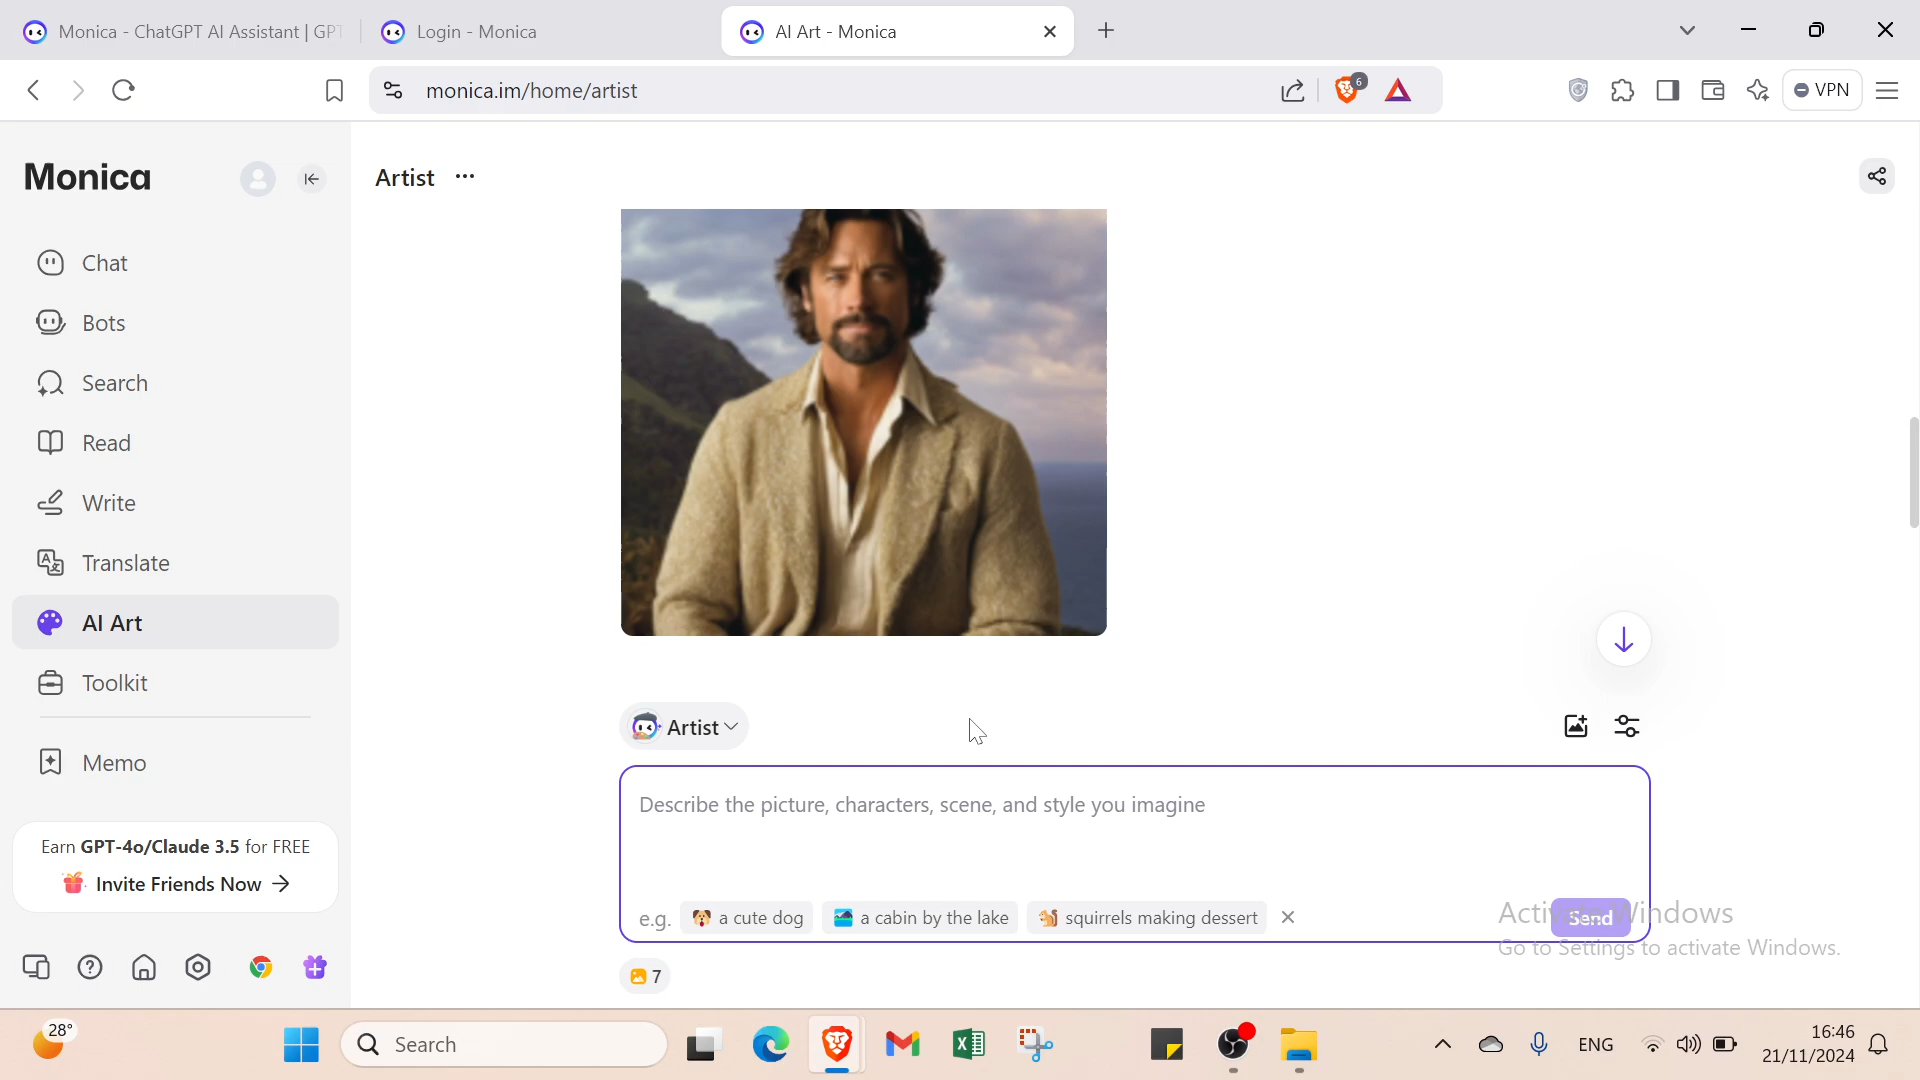 Monica - ChatGPT AI Assistant | GPT
Login - Monica
AI Art - Monica
monica.im/home/artist
6
VPN
Monica
Artist
Chat
Bots
Search
Read
Write
Translate
AI Art
Toolkit
Memo
Earn GPT-4o/Claude 3.5 for FREE
Invite Friends Now →
Artist
Describe the picture, characters, scene, and style you imagine
e.g. a cute dog a cabin by the lake squirrels making dessert
Send
Activate Windows
Go to Settings to activate Windows.
7
28°
Search
ENG
16:46
21/11/2024